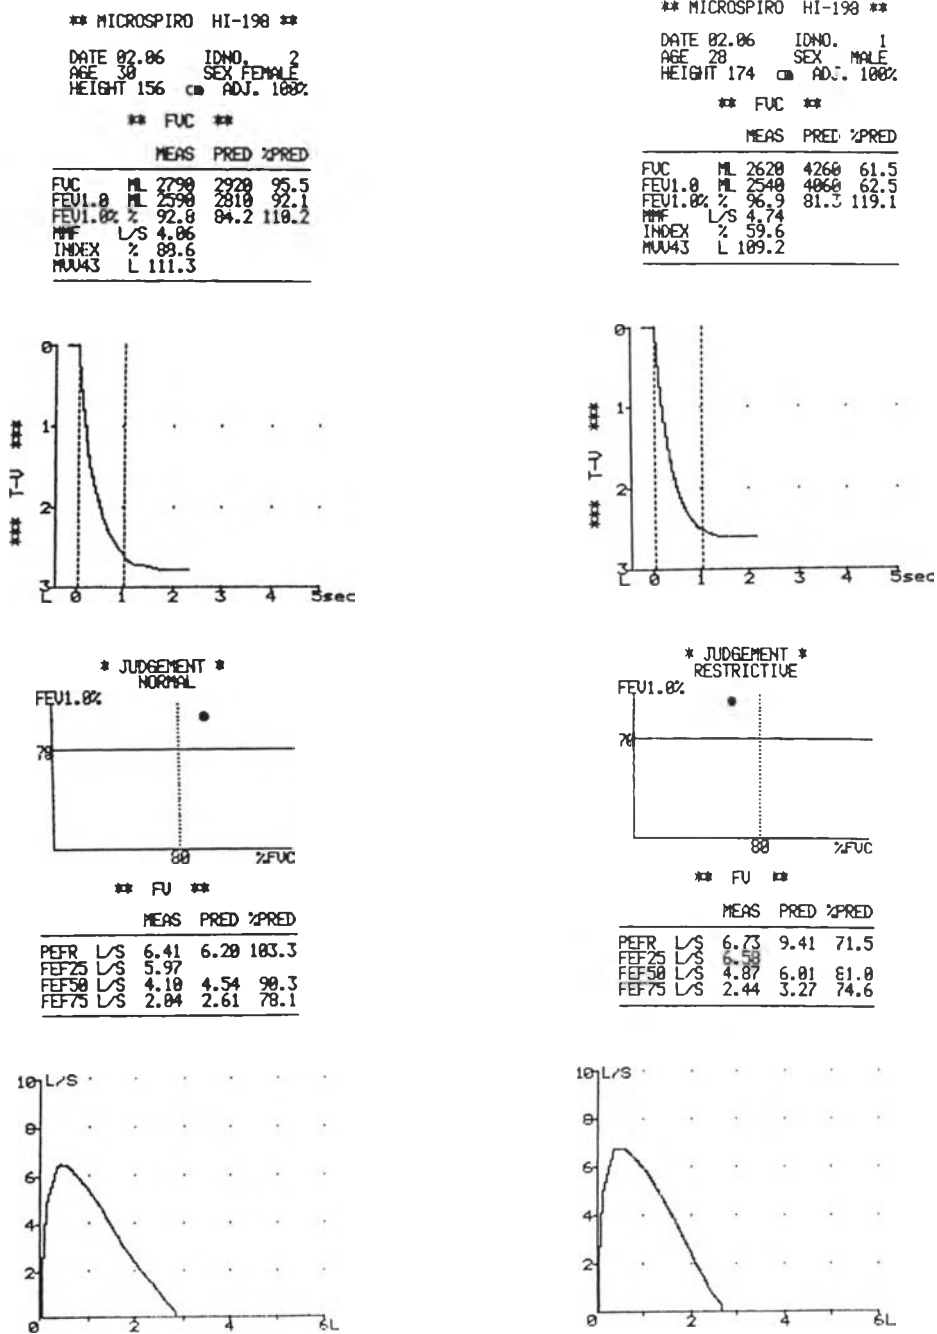 ** MICROSPIRO HI-198 **
DATE 02.06 IDNO. 2
AGE 30 SEX FEMALE
HEIGHT 156 cm ADJ. 100%
** FVC **
MEAS PRED %PRED
FVC ML 2790 2920 95.5
FEV1.0 ML 2590 2810 92.1
FEV1.0% % 92.8 84.2 110.2
MMF L/S 4.06
INDEX % 88.6
MVV43 L 111.3
0
1
2
3
*** T-V ***
L 0 1 2 3 4 5sec
* JUDGEMENT *
NORMAL
FEV1.0%
70
80 %FVC
** FV **
MEAS PRED %PRED
PEFR L/S 6.41 6.20 103.3
FEF25 L/S 5.97
FEF50 L/S 4.10 4.54 90.3
FEF75 L/S 2.04 2.61 78.1
10 L/S
8
6
4
2
0 2 4 6L
** MICROSPIRO HI-198 **
DATE 02.06 IDNO. 1
AGE 28 SEX MALE
HEIGHT 174 cm ADJ. 100%
** FVC **
MEAS PRED %PRED
FVC ML 2620 4260 61.5
FEV1.0 ML 2540 4060 62.5
FEV1.0% % 96.9 81.3 119.1
MMF L/S 4.74
INDEX % 59.6
MVV43 L 109.2
0
1
2
3
*** T-V ***
L 0 1 2 3 4 5sec
* JUDGEMENT *
RESTRICTIVE
FEV1.0%
70
80 %FVC
** FV **
MEAS PRED %PRED
PEFR L/S 6.73 9.41 71.5
FEF25 L/S 6.58
FEF50 L/S 4.87 6.01 81.0
FEF75 L/S 2.44 3.27 74.6
10 L/S
8
6
4
2
0 2 4 6L